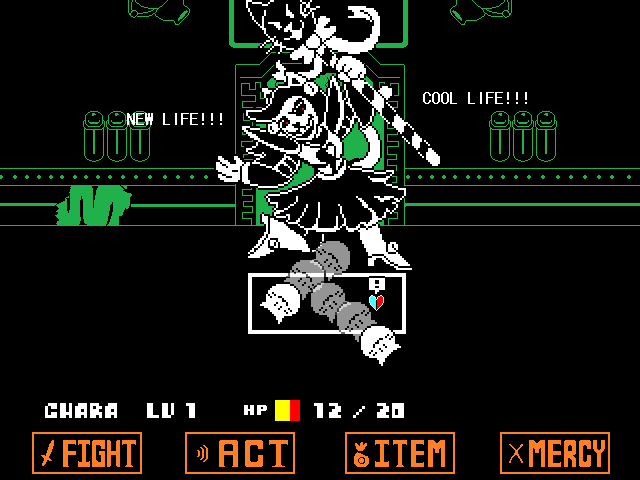 COOL LIFE!!!
NEW LIFE!!!
CHARA LV 1 HP 12 / 20
FIGHT ACT ITEM MERCY